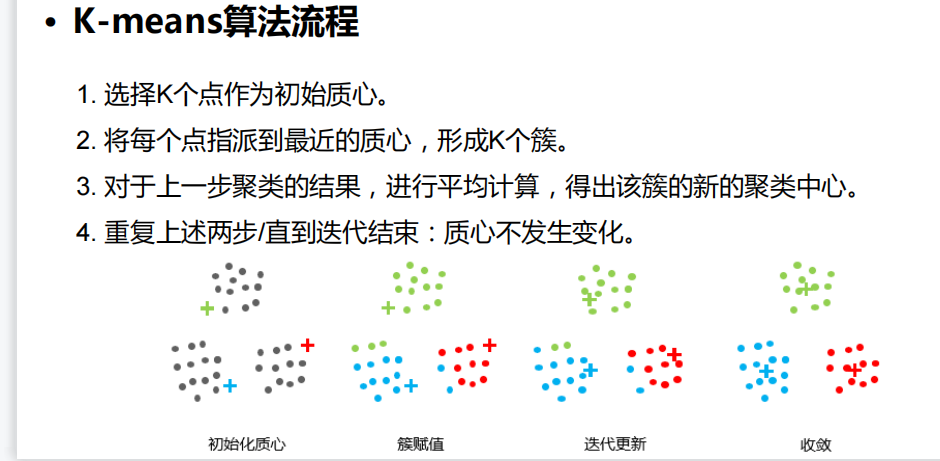 • K-means算法流程
1. 选择K个点作为初始质心。
2. 将每个点指派到最近的质心，形成K个簇。
3. 对于上一步聚类的结果，进行平均计算，得出该簇的新的聚类中心。
4. 重复上述两步/直到迭代结束：质心不发生变化。
初始化质心 簇赋值 迭代更新 收敛